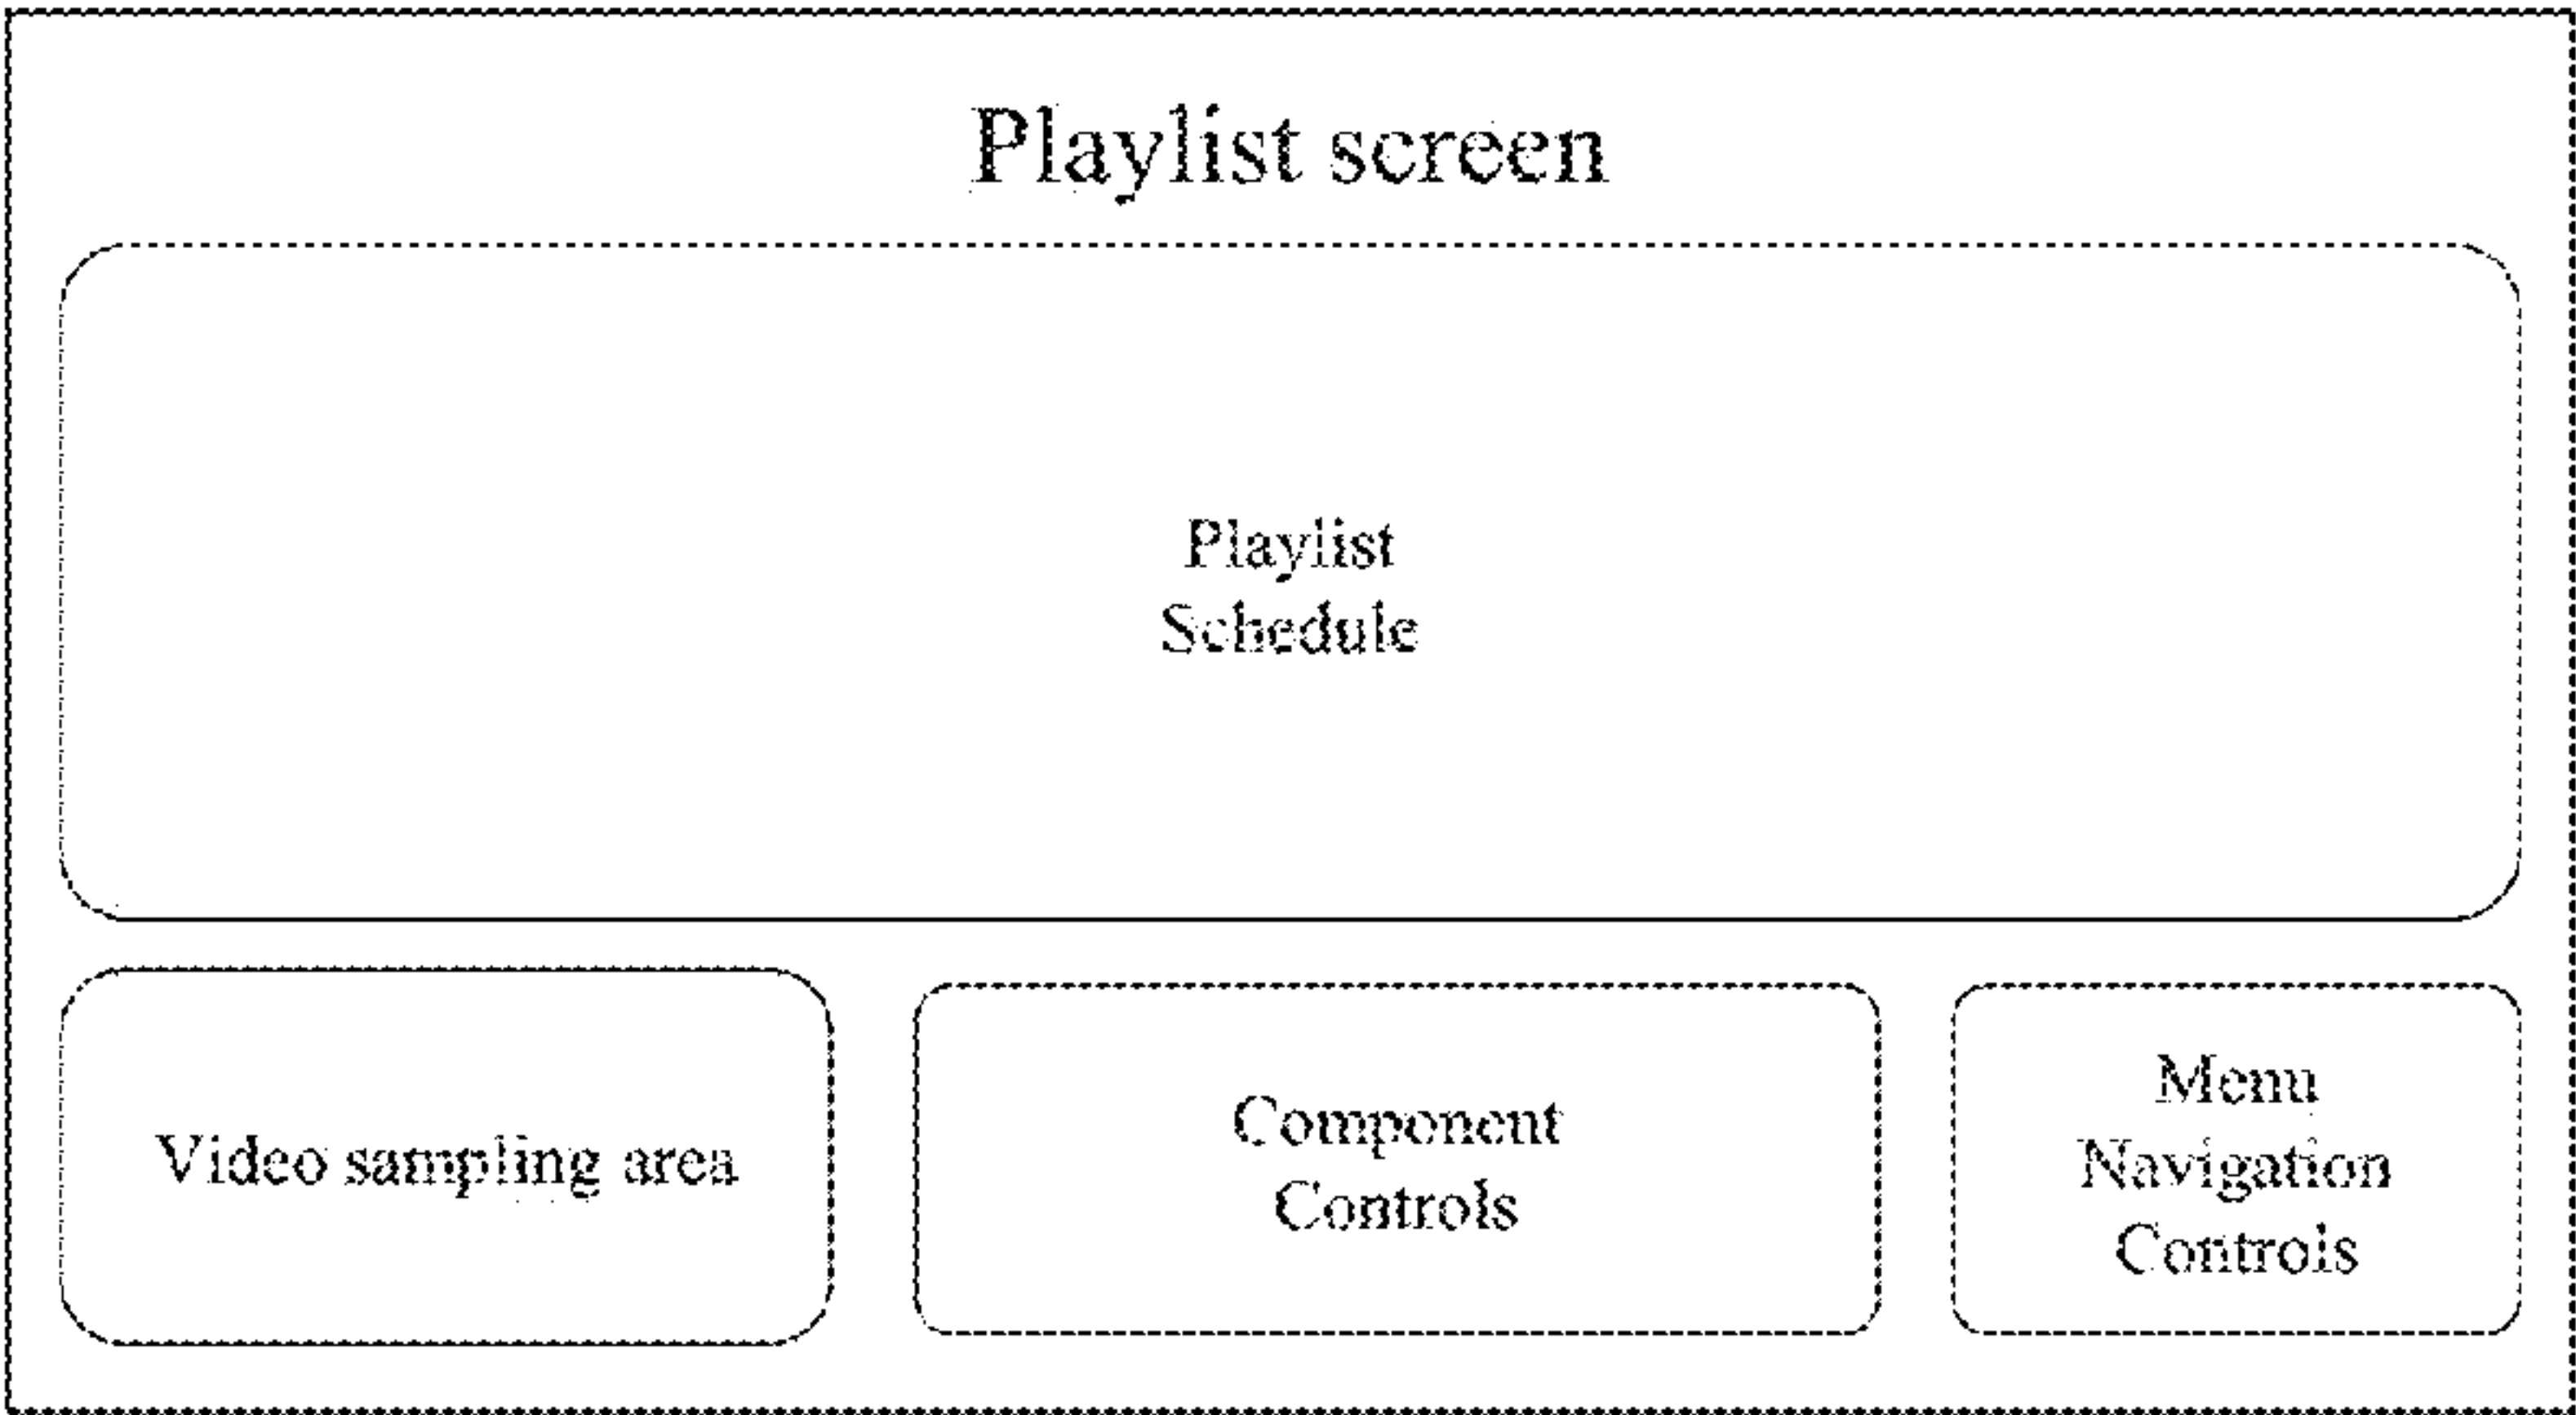 Playlist screen
Playlist
Schedule
Video sampling area
Component
Controls
Menu
Navigation
Controls